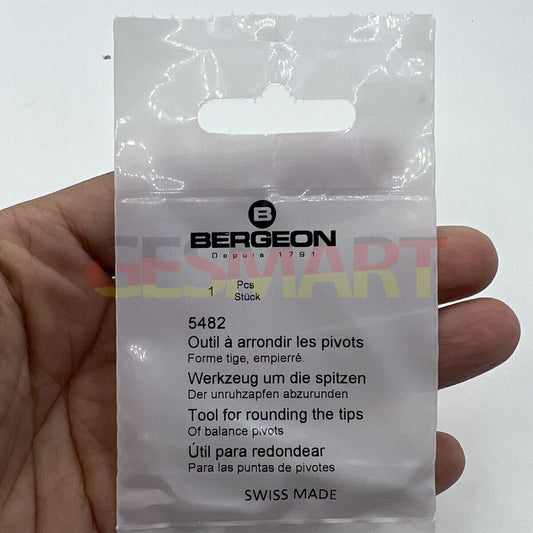 B
BERGEON
Depuis 1791
GESMART
1 Pcs
Stück
5482
Outil à arrondir les pivots
Forme tige, empierré.
Werkzeug um die spitzen
Der unruhzapfen abzurunden
Tool for rounding the tips
Of balance pivots
Útil para redondear
Para las puntas de pivotes
SWISS MADE